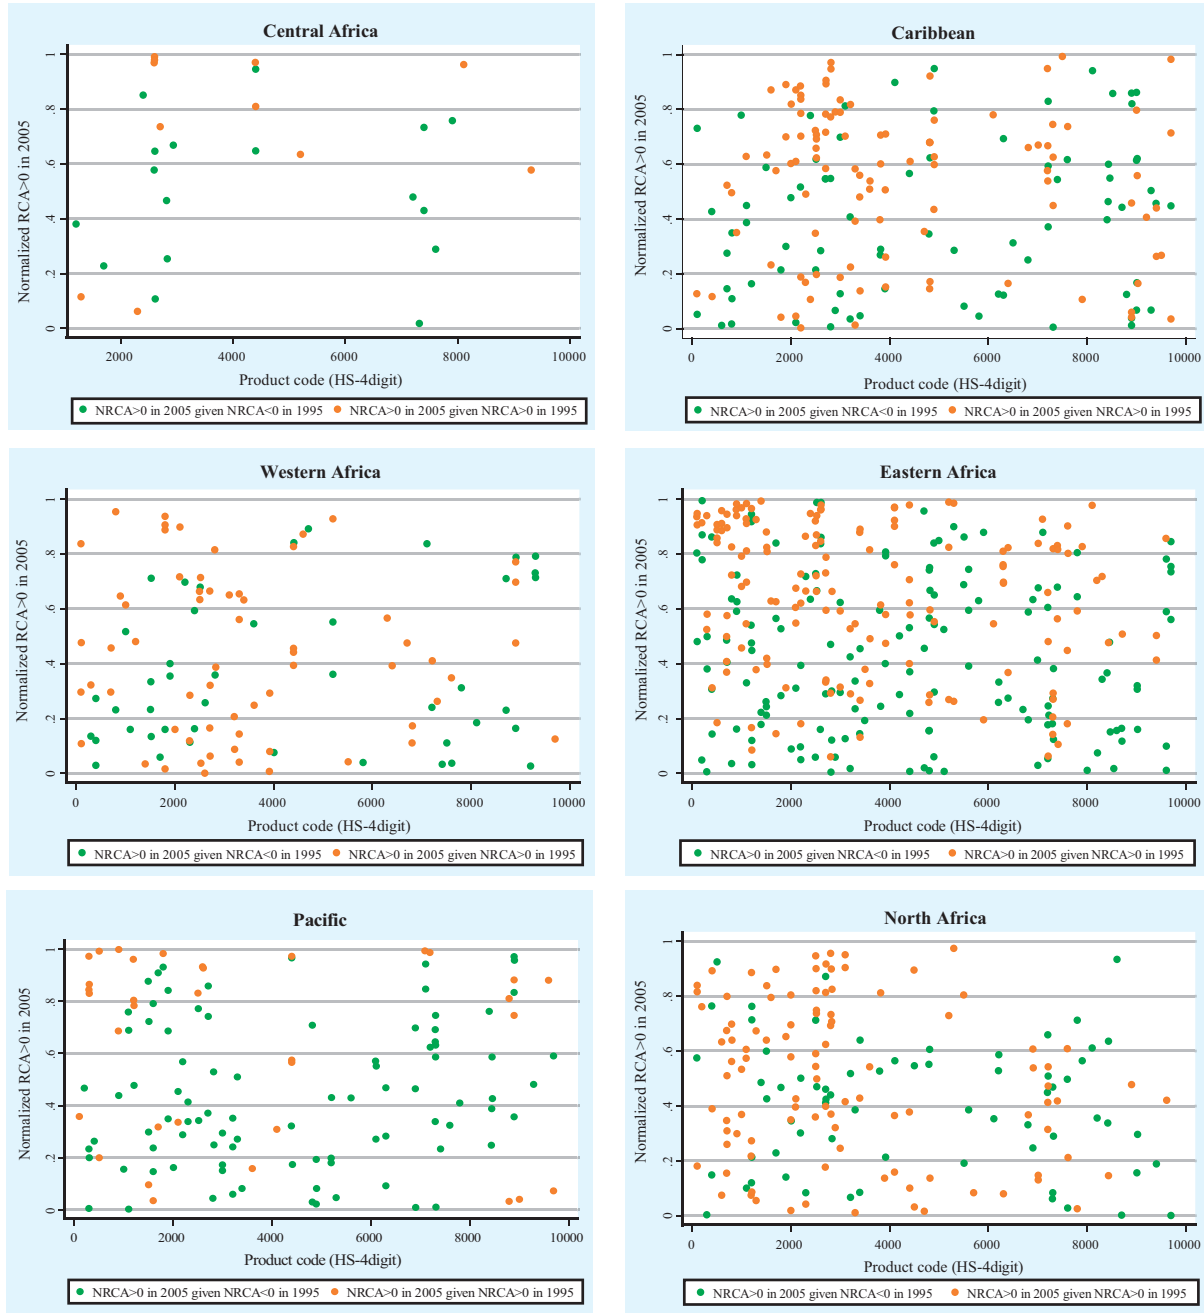 Central Africa
Normalized RCA>0 in 2005
1
.8
.6
.4
.2
0
2000 4000 6000 8000 10000
Product code (HS-4digit)
NRCA>0 in 2005 given NRCA<0 in 1995 NRCA>0 in 2005 given NRCA>0 in 1995
Caribbean
Normalized RCA>0 in 2005
1
.8
.6
.4
.2
0
0 2000 4000 6000 8000 10000
Product code (HS-4digit)
NRCA>0 in 2005 given NRCA<0 in 1995 NRCA>0 in 2005 given NRCA>0 in 1995
Western Africa
Normalized RCA>0 in 2005
1
.8
.6
.4
.2
0
0 2000 4000 6000 8000 10000
Product code (HS-4digit)
NRCA>0 in 2005 given NRCA<0 in 1995 NRCA>0 in 2005 given NRCA>0 in 1995
Eastern Africa
Normalized RCA>0 in 2005
1
.8
.6
.4
.2
0
0 2000 4000 6000 8000 10000
Product code (HS-4digit)
NRCA>0 in 2005 given NRCA<0 in 1995 NRCA>0 in 2005 given NRCA>0 in 1995
Pacific
Normalized RCA>0 in 2005
1
.8
.6
.4
.2
0
0 2000 4000 6000 8000 10000
Product code (HS-4digit)
NRCA>0 in 2005 given NRCA<0 in 1995 NRCA>0 in 2005 given NRCA>0 in 1995
North Africa
Normalized RCA>0 in 2005
1
.8
.6
.4
.2
0
0 2000 4000 6000 8000 10000
Product code (HS-4digit)
NRCA>0 in 2005 given NRCA<0 in 1995 NRCA>0 in 2005 given NRCA>0 in 1995